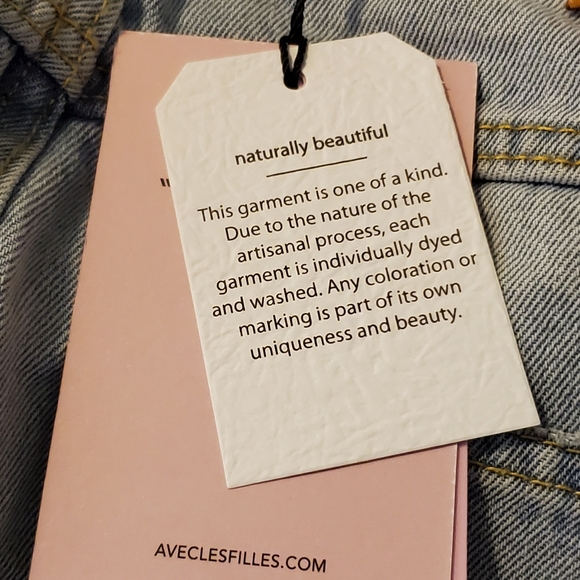 naturally beautiful
This garment is one of a kind.
Due to the nature of the
artisanal process, each
garment is individually dyed
and washed. Any coloration or
marking is part of its own
uniqueness and beauty.
AVECLESFILLES.COM